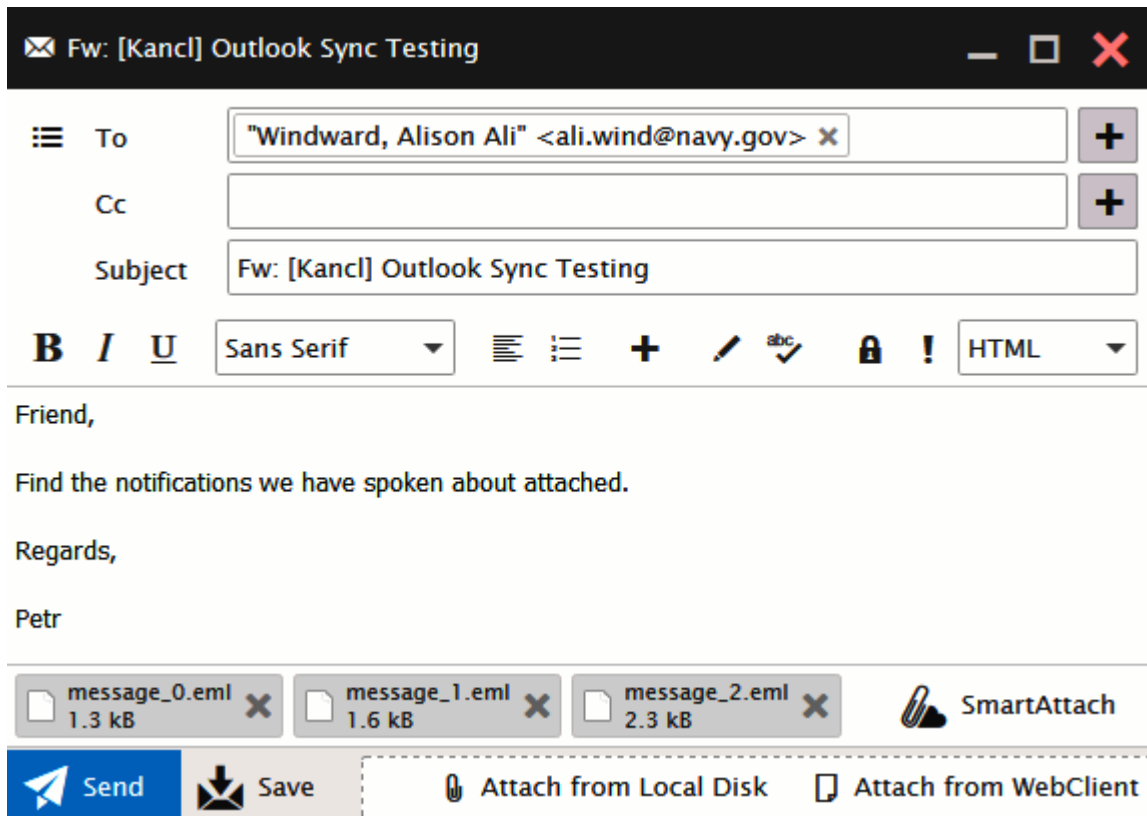 Fw: [Kancl] Outlook Sync Testing
To "Windward, Alison Ali" <ali.wind@navy.gov>
Cc
Subject Fw: [Kancl] Outlook Sync Testing
B I U Sans Serif abc HTML
Friend,
Find the notifications we have spoken about attached.
Regards,
Petr
message_0.eml message_1.eml message_2.eml SmartAttach
1.3 kB 1.6 kB 2.3 kB
Send Save Attach from Local Disk Attach from WebClient